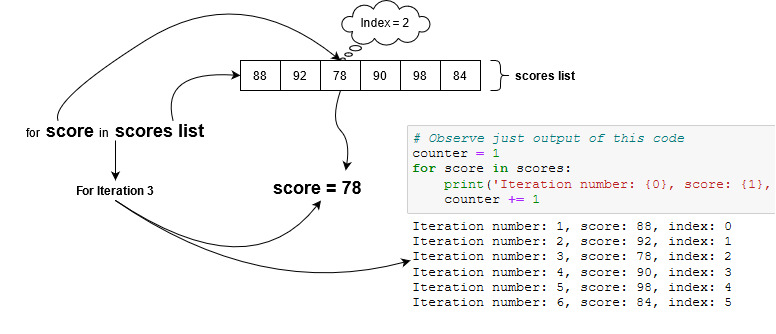 Index = 2
88 92 78 90 98 84
scores list
for score in scores list
For Iteration 3
score = 78
# Observe just output of this code
counter = 1
for score in scores:
    print('Iteration number: {0}, score: {1},
    counter += 1
Iteration number: 1, score: 88, index: 0
Iteration number: 2, score: 92, index: 1
Iteration number: 3, score: 78, index: 2
Iteration number: 4, score: 90, index: 3
Iteration number: 5, score: 98, index: 4
Iteration number: 6, score: 84, index: 5